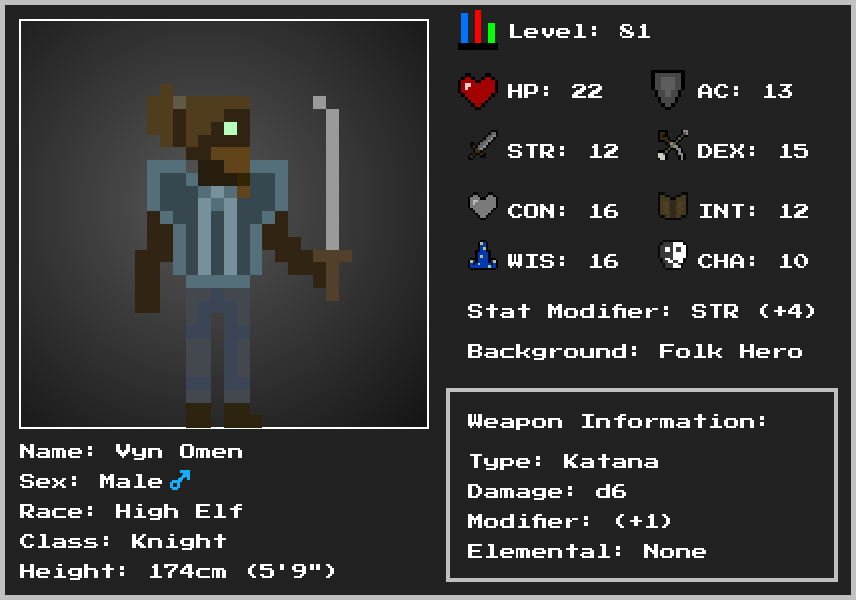 Level: 81
HP: 22
AC: 13
STR: 12
DEX: 15
CON: 16
INT: 12
WIS: 16
CHA: 10
Stat Modifier: STR (+4)
Background: Folk Hero
Weapon Information:
Type: Katana
Damage: d6
Modifier: (+1)
Elemental: None
Name: Vyn Omen
Sex: Male ♂
Race: High Elf
Class: Knight
Height: 174cm (5'9")